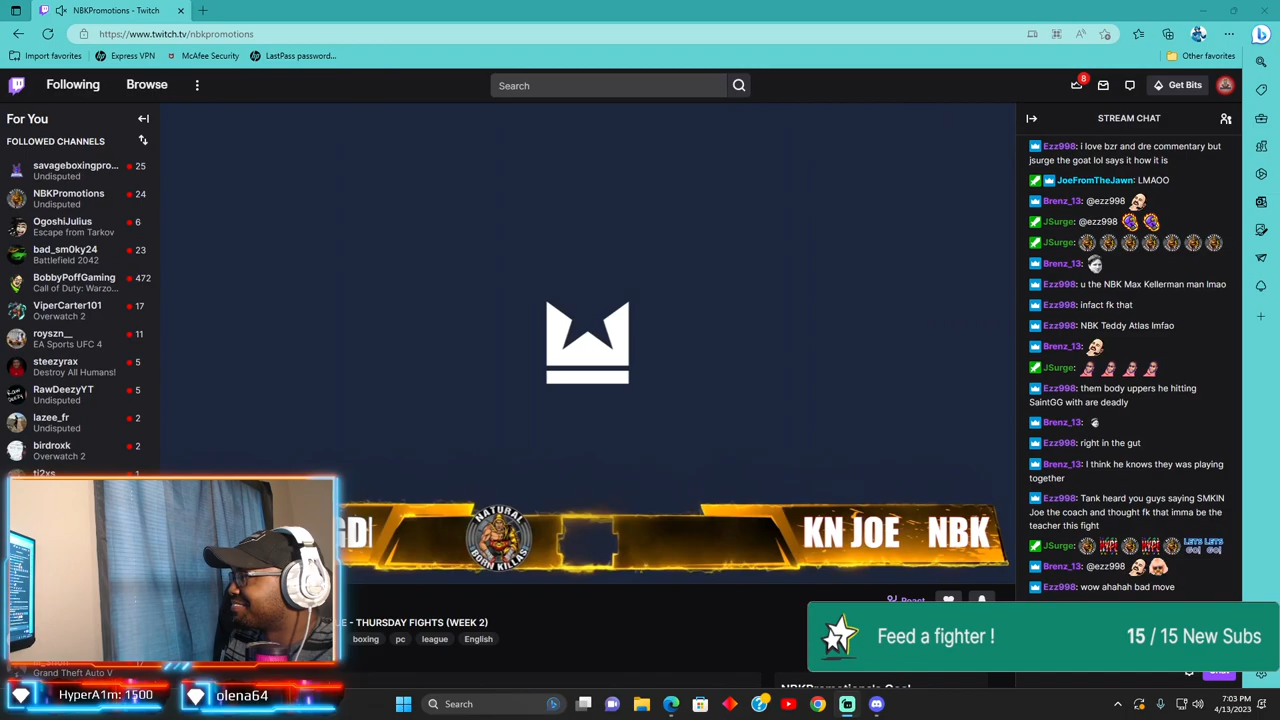 NBKPromotions - Twitch
https://www.twitch.tv/nbkpromotions
Import favorites
Express VPN
McAfee Security
LastPass password...
Other favorites
Following
Browse
Search
8
Get Bits
For You
FOLLOWED CHANNELS
savageboxingpro...
Undisputed
25
NBKPromotions
Undisputed
24
OgoshiJulius
Escape from Tarkov
6
bad_sm0ky24
Battlefield 2042
23
BobbyPoffGaming
Call of Duty: Warzo...
472
ViperCarter101
Overwatch 2
17
royszn__
EA Sports UFC 4
11
steezyrax
Destroy All Humans!
5
RawDeezyYT
Undisputed
5
lazee_fr
Undisputed
2
birdroxk
Overwatch 2
2
STREAM CHAT
Ezz998: i love bzr and dre commentary but
jsurge the goat lol says it how it is
JoeFromTheJawn: LMAOO
Brenz_13: @ezz998
JSurge: @ezz998
JSurge:
Brenz_13:
Ezz998: u the NBK Max Kellerman man lmao
Ezz998: infact fk that
Ezz998: NBK Teddy Atlas lmfao
Brenz_13:
JSurge:
Ezz998: them body uppers he hitting
SaintGG with are deadly
Brenz_13:
Ezz998: right in the gut
Brenz_13: I think he knows they was playing
together
Ezz998: Tank heard you guys saying SMKIN
Joe the coach and thought fk that imma be the
teacher this fight
JSurge:
Brenz_13: @ezz998
Ezz998: wow ahahah bad move
NATURAL
BORN KILLAS
KN JOE NBK
React
- THURSDAY FIGHTS (WEEK 2)
boxing
pc
league
English
Feed a fighter !
15 / 15 New Subs
Grand Theft Auto V
HyperA1m: 1500
olena64
Search
7:03 PM
4/13/2023